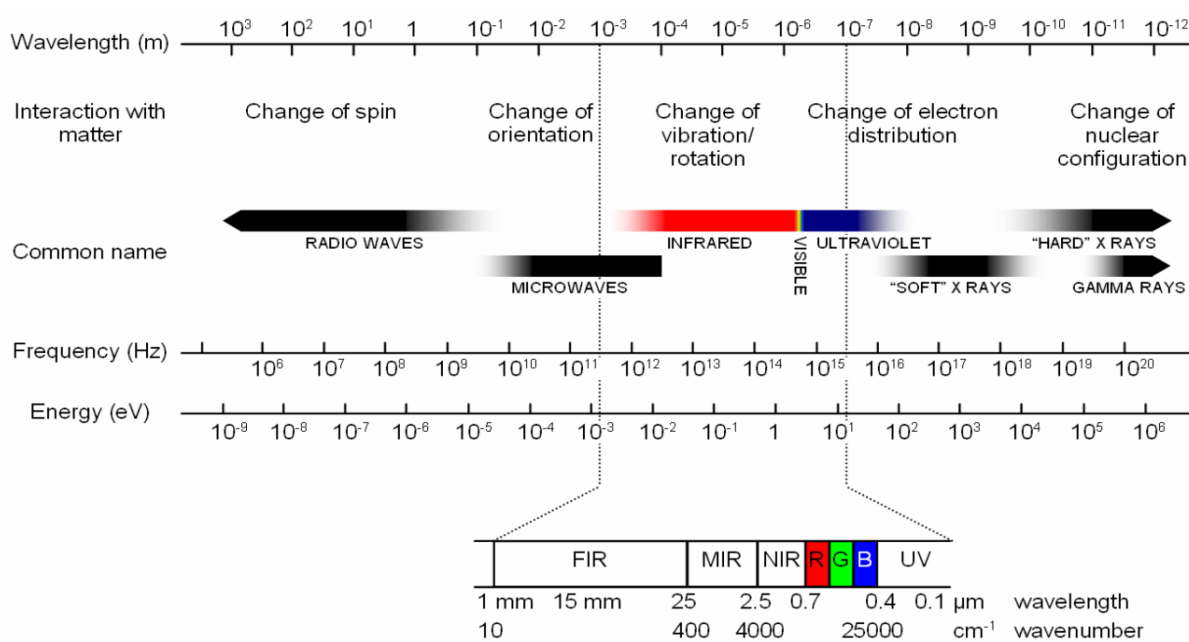 Wavelength (m) 10³ 10² 10¹ 1 10⁻¹ 10⁻² 10⁻³ 10⁻⁴ 10⁻⁵ 10⁻⁶ 10⁻⁷ 10⁻⁸ 10⁻⁹ 10⁻¹⁰ 10⁻¹¹ 10⁻¹²
Interaction with
matter
Change of spin
Change of
orientation
Change of
vibration/
rotation
Change of electron
distribution
Change of
nuclear
configuration
Common name
RADIO WAVES
MICROWAVES
INFRARED
VISIBLE
ULTRAVIOLET
"SOFT" X RAYS
"HARD" X RAYS
GAMMA RAYS
Frequency (Hz) 10⁶ 10⁷ 10⁸ 10⁹ 10¹⁰ 10¹¹ 10¹² 10¹³ 10¹⁴ 10¹⁵ 10¹⁶ 10¹⁷ 10¹⁸ 10¹⁹ 10²⁰
Energy (eV) 10⁻⁹ 10⁻⁸ 10⁻⁷ 10⁻⁶ 10⁻⁵ 10⁻⁴ 10⁻³ 10⁻² 10⁻¹ 1 10¹ 10² 10³ 10⁴ 10⁵ 10⁶
FIR MIR NIR R G B UV
1 mm 15 mm 25 2.5 0.7 0.4 0.1 μm wavelength
10 400 4000 25000 cm⁻¹ wavenumber